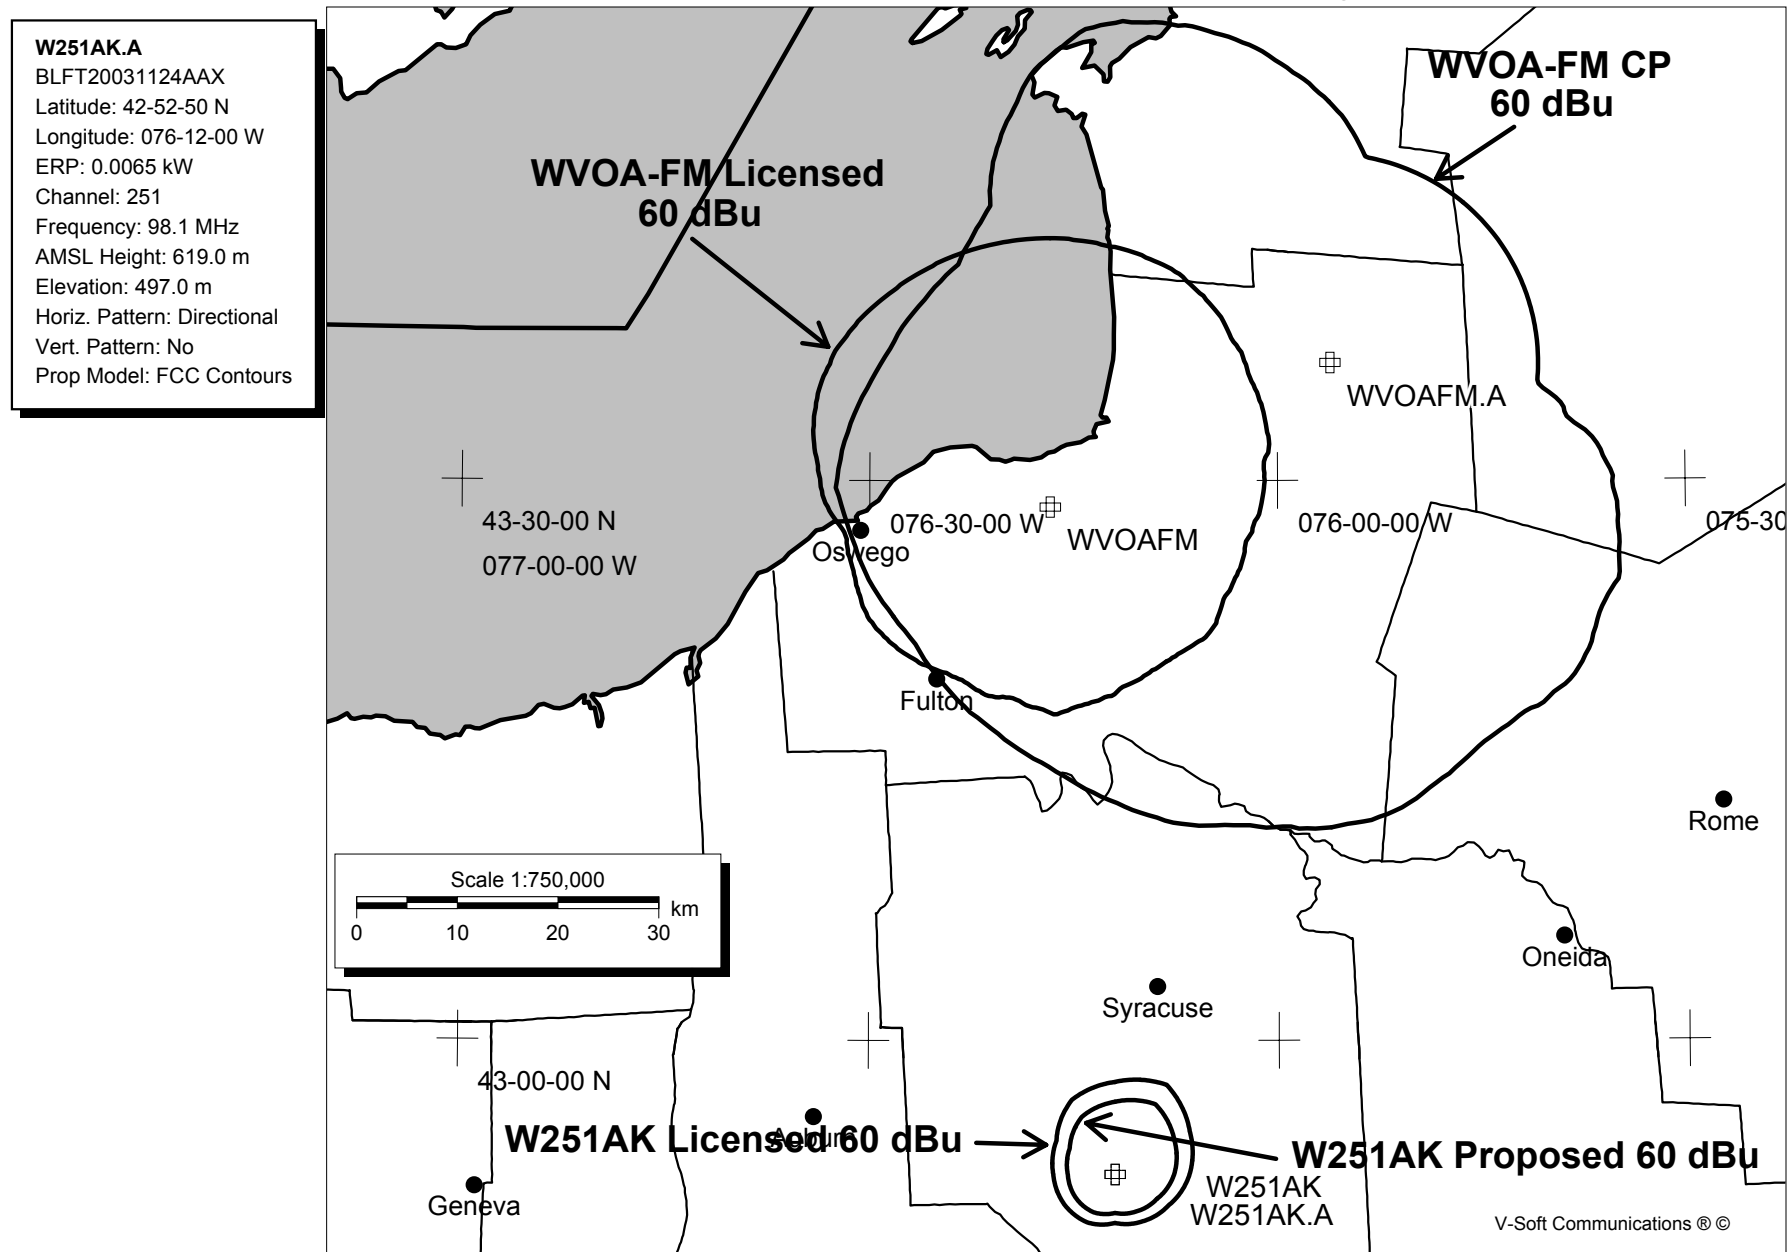 W251AK.A
BLFT20031124AAX
Latitude: 42-52-50 N
Longitude: 076-12-00 W
ERP: 0.0065 kW
Channel: 251
Frequency: 98.1 MHz
AMSL Height: 619.0 m
Elevation: 497.0 m
Horiz. Pattern: Directional
Vert. Pattern: No
Prop Model: FCC Contours
WVOA-FM CP
60 dBu
WVOA-FM Licensed
60 dBu
WVOAFM.A
43-30-00 N
077-00-00 W
076-30-00 W
WVOAFM
076-00-00 W
075-30
Oswego
Fulton
Rome
Scale 1:750,000
km
0 10 20 30
Oneida
Syracuse
43-00-00 N
Auburn
W251AK Licensed 60 dBu
W251AK Proposed 60 dBu
W251AK
W251AK.A
Geneva
V-Soft Communications ® ©